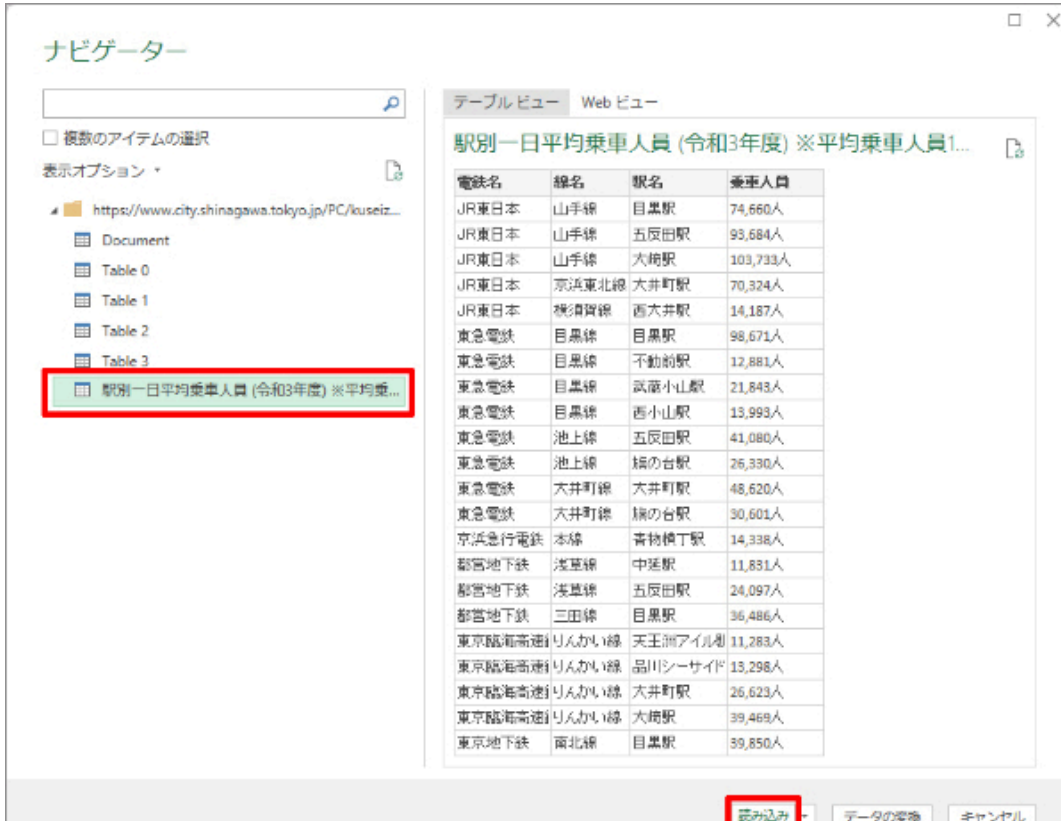 ナビゲーター
複数のアイテムの選択
表示オプション
https://www.city.shinagawa.tokyo.jp/PC/kuseiz...
Document
Table 0
Table 1
Table 2
Table 3
駅別一日平均乗車人員 (令和3年度) ※平均乗...
テーブル ビュー Web ビュー
駅別一日平均乗車人員 (令和3年度) ※平均乗車人員1...
電鉄名 線名 駅名 乗車人員
JR東日本 山手線 目黒駅 74,660人
JR東日本 山手線 五反田駅 93,684人
JR東日本 山手線 大崎駅 103,733人
JR東日本 京浜東北線 大井町駅 70,324人
JR東日本 横須賀線 西大井駅 14,187人
東急電鉄 目黒線 目黒駅 98,671人
東急電鉄 目黒線 不動前駅 12,881人
東急電鉄 目黒線 武蔵小山駅 21,843人
東急電鉄 目黒線 西小山駅 13,993人
東急電鉄 池上線 五反田駅 41,080人
東急電鉄 池上線 旗の台駅 26,330人
東急電鉄 大井町線 大井町駅 48,620人
東急電鉄 大井町線 旗の台駅 30,601人
京浜急行電鉄 本線 青物横丁駅 14,338人
都営地下鉄 浅草線 中延駅 11,831人
都営地下鉄 浅草線 五反田駅 24,097人
都営地下鉄 三田線 目黒駅 36,486人
東京臨海高速 りんかい線 天王洲アイル 11,283人
東京臨海高速 りんかい線 品川シーサイド 13,298人
東京臨海高速 りんかい線 大井町駅 26,623人
東京臨海高速 りんかい線 大崎駅 39,469人
東京地下鉄 南北線 目黒駅 39,850人
読み込み データの変換 キャンセル